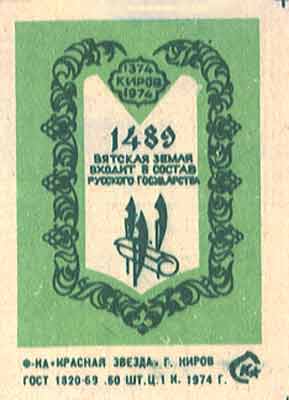 1374
КИРОВ
1974
1489
ВЯТСКАЯ ЗЕМЛЯ
ВХОДИТ В СОСТАВ
РУССКОГО ГОСУДАРСТВА
Ф-КА «КРАСНАЯ ЗВЕЗДА», Г. КИРОВ
ГОСТ 1820-69 .60 ШТ.Ц.1 К. 1974 Г.